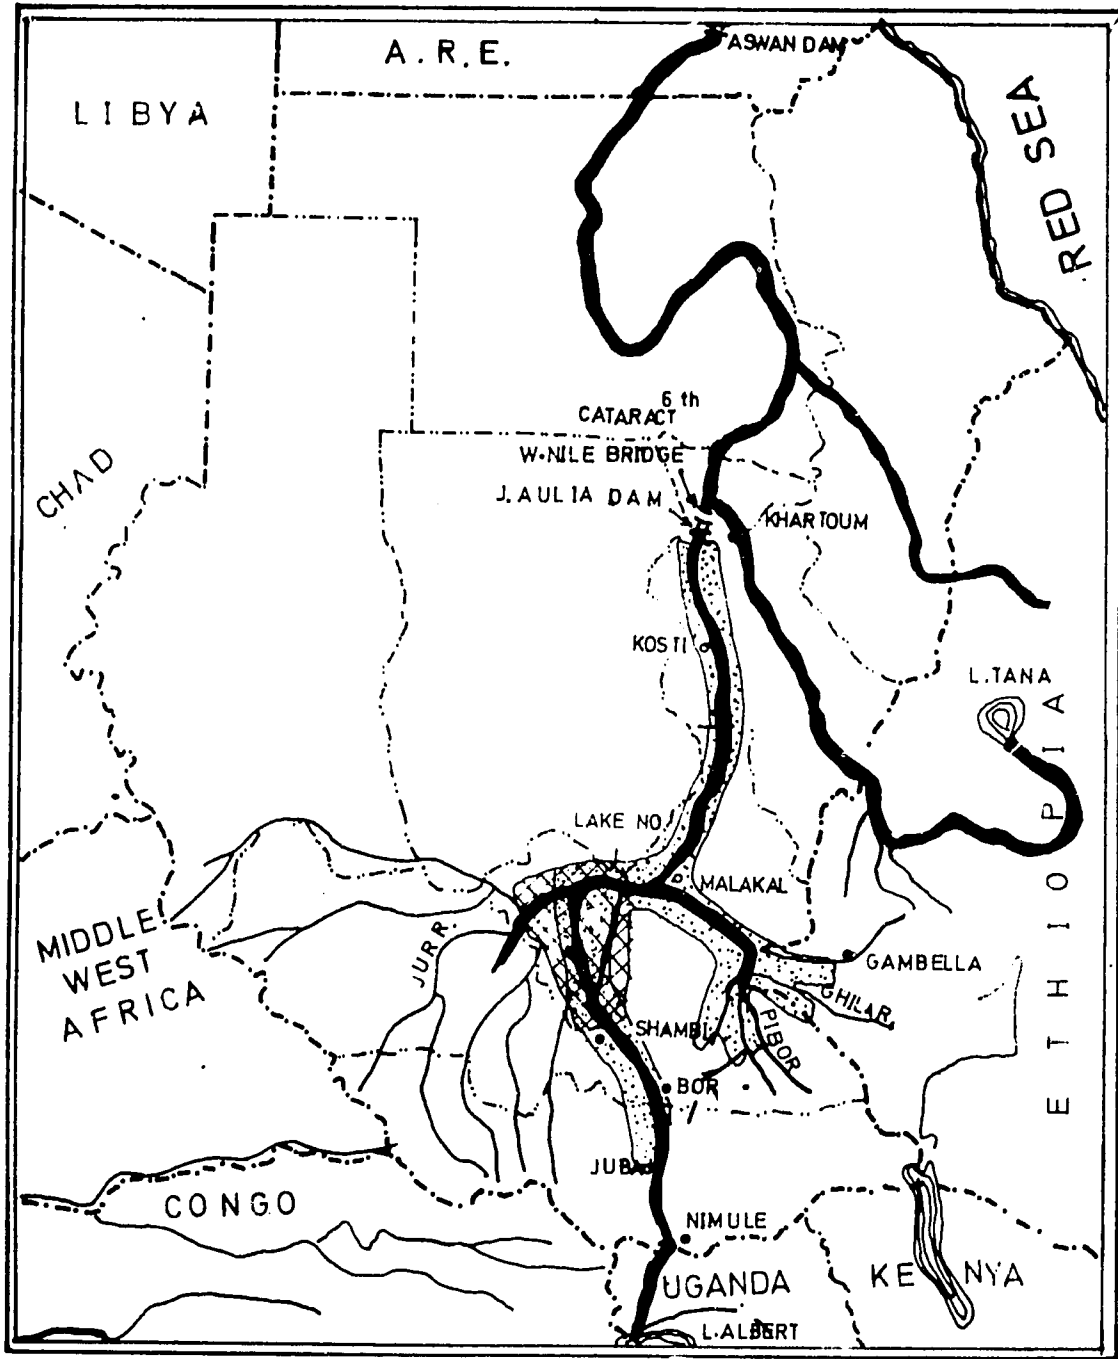 ASWAN DAM
A.R.E.
LIBYA
RED SEA
6 th
CATARACT
W.NILE BRIDGE
CHAD
J.AULIA DAM
KHARTOUM
KOSTI
L.TANA
ETHIOPIA
LAKE NO
MALAKAL
JURR.
GAMBELLA
MIDDLE
WEST
AFRICA
GHILAR
SHAMBI
PIBOR
BOR
JUBA
CONGO
NIMULE
UGANDA
KENYA
L.ALBERT